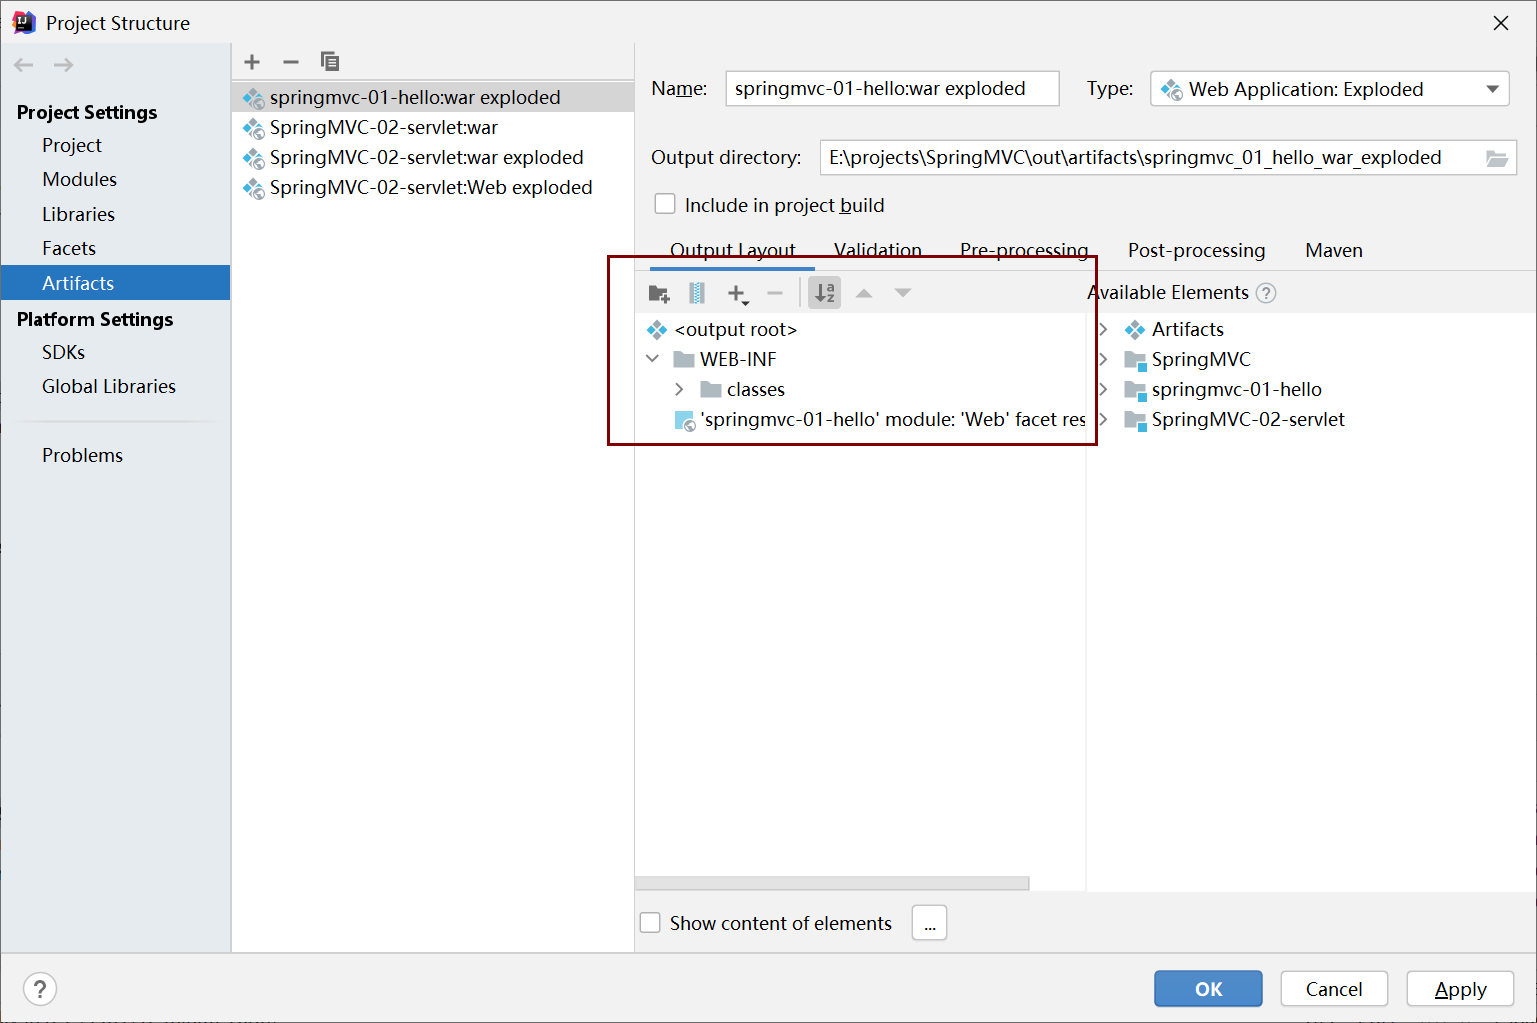 Project Structure
Project Settings
Project
Modules
Libraries
Facets
Artifacts
Platform Settings
SDKs
Global Libraries
Problems
springmvc-01-hello:war exploded
SpringMVC-02-servlet:war
SpringMVC-02-servlet:war exploded
SpringMVC-02-servlet:Web exploded
Name: springmvc-01-hello:war exploded Type: Web Application: Exploded
Output directory: E:\projects\SpringMVC\out\artifacts\springmvc_01_hello_war_exploded
Include in project build
Output Layout Validation Pre-processing Post-processing Maven
Available Elements ?
<output root>
WEB-INF
classes
'springmvc-01-hello' module: 'Web' facet res
Artifacts
SpringMVC
springmvc-01-hello
SpringMVC-02-servlet
Show content of elements ...
? OK Cancel Apply